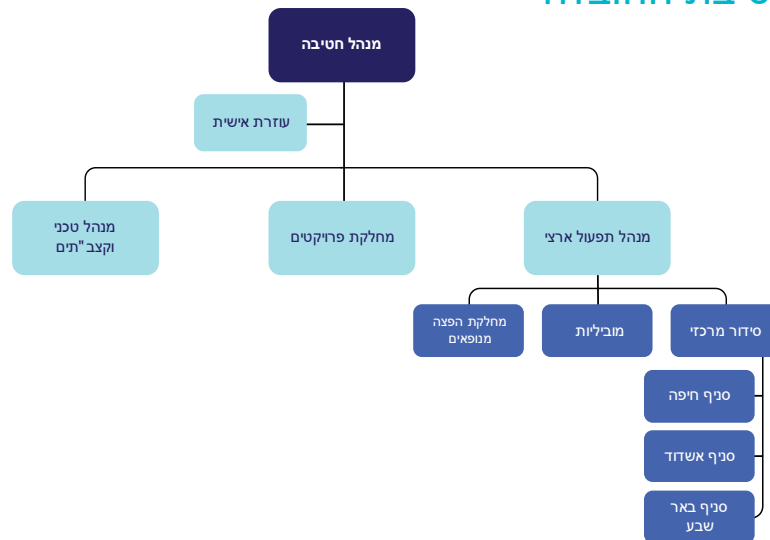 מנהל חטיבה
עוזרת אישית
מנהל תפעול ארצי
מחלקת פרויקטים
מנהל טכני
וקצב"תים
סידור מרכזי
מוביליות
מחלקת הפצה
מנופאים
סניף חיפה
סניף אשדוד
סניף באר
שבע